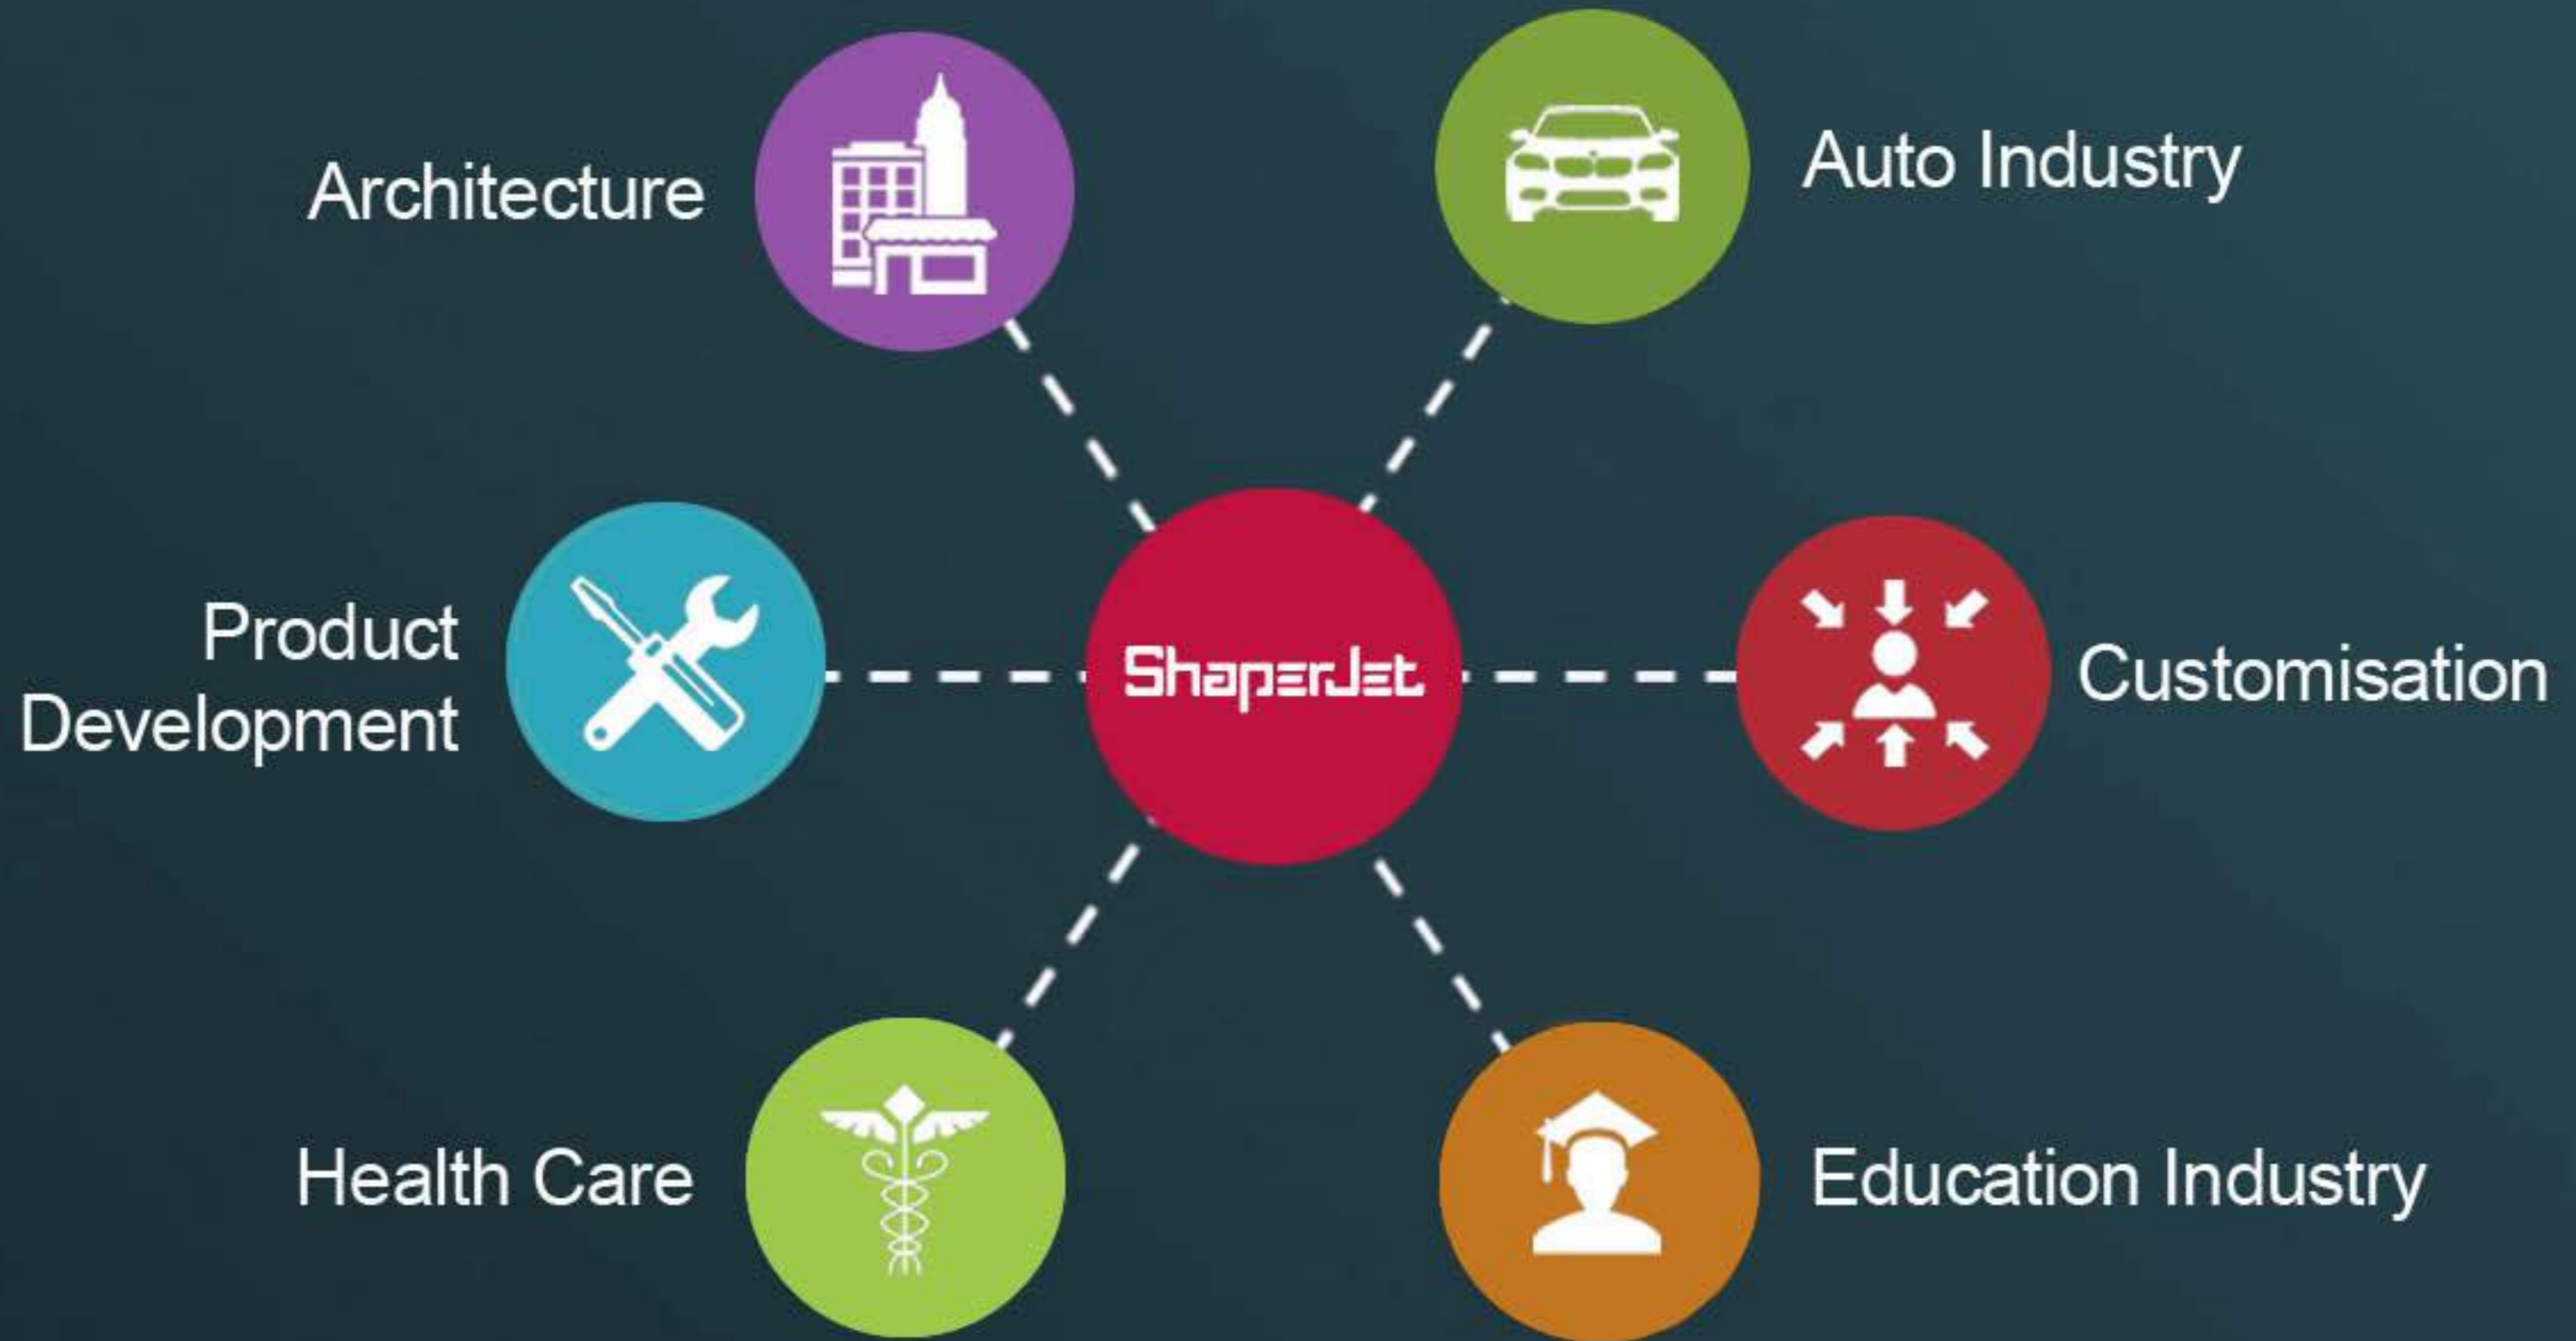 Architecture
Auto Industry
Product
Development
ShaperJet
Customisation
Health Care
Education Industry